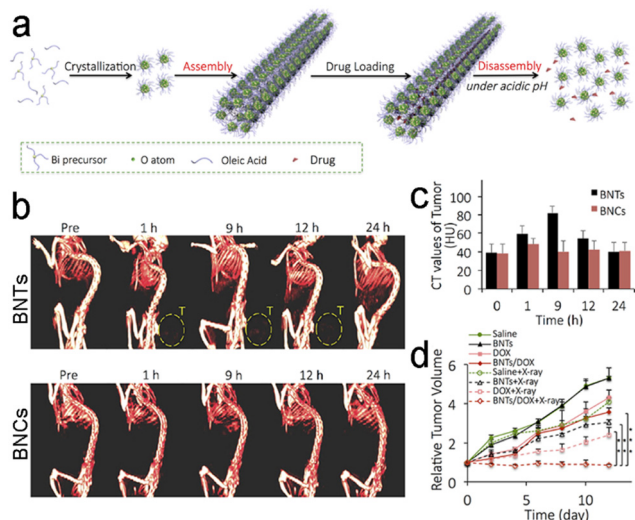 a
Crystallization
Assembly
Drug Loading
Disassembly
under acidic pH
Bi precursor
O atom
Oleic Acid
Drug
b
Pre
1 h
9 h
12 h
24 h
BNTs
T
T
T
Pre
1 h
9 h
12 h
24 h
BNCs
c
CT values of Tumor
(HU)
100
80
60
40
20
0
BNTs
BNCs
0
1
9
12
24
Time (h)
d
Relative Tumor Volume
6
4
2
0
Saline
BNTs
DOX
BNTs/DOX
Saline+X-ray
BNTs+X-ray
DOX+X-ray
BNTs/DOX+X-ray
0
5
10
Time (day)